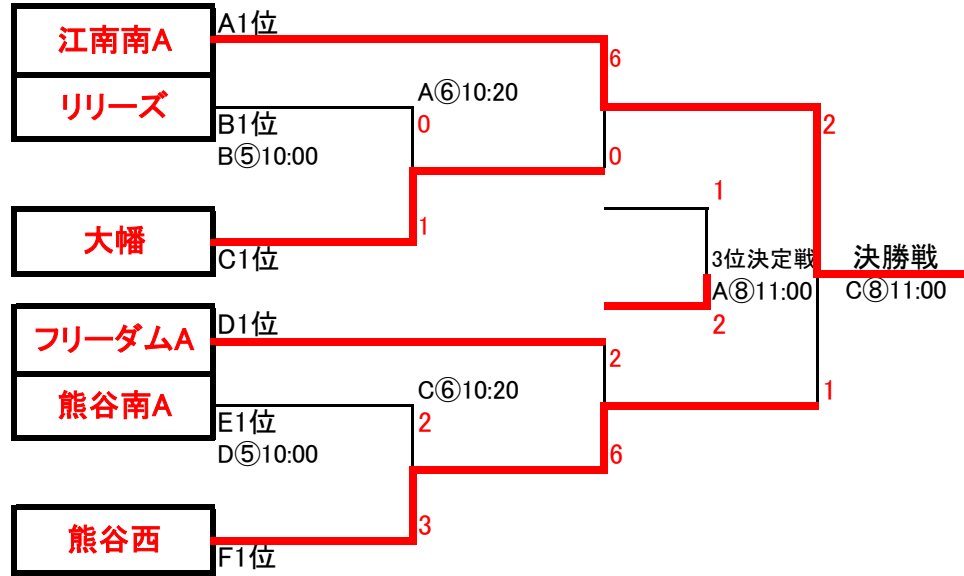 江南南A
A1位
6
リリーズ
A⑥10:20
B1位
0
2
B⑤10:00
0
1
大幡
1
C1位
3位決定戦
決勝戦
A⑧11:00
C⑧11:00
フリーダムA
D1位
2
2
熊谷南A
C⑥10:20
1
E1位
2
D⑤10:00
6
熊谷西
3
F1位